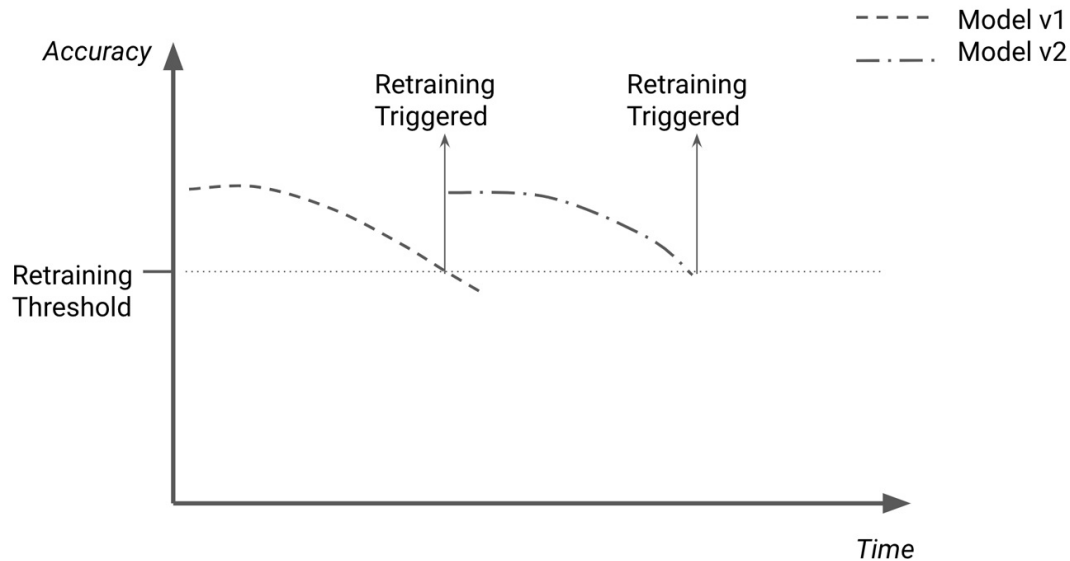 Model v1
Model v2
Accuracy
Retraining
Triggered
Retraining
Triggered
Retraining
Threshold
Time